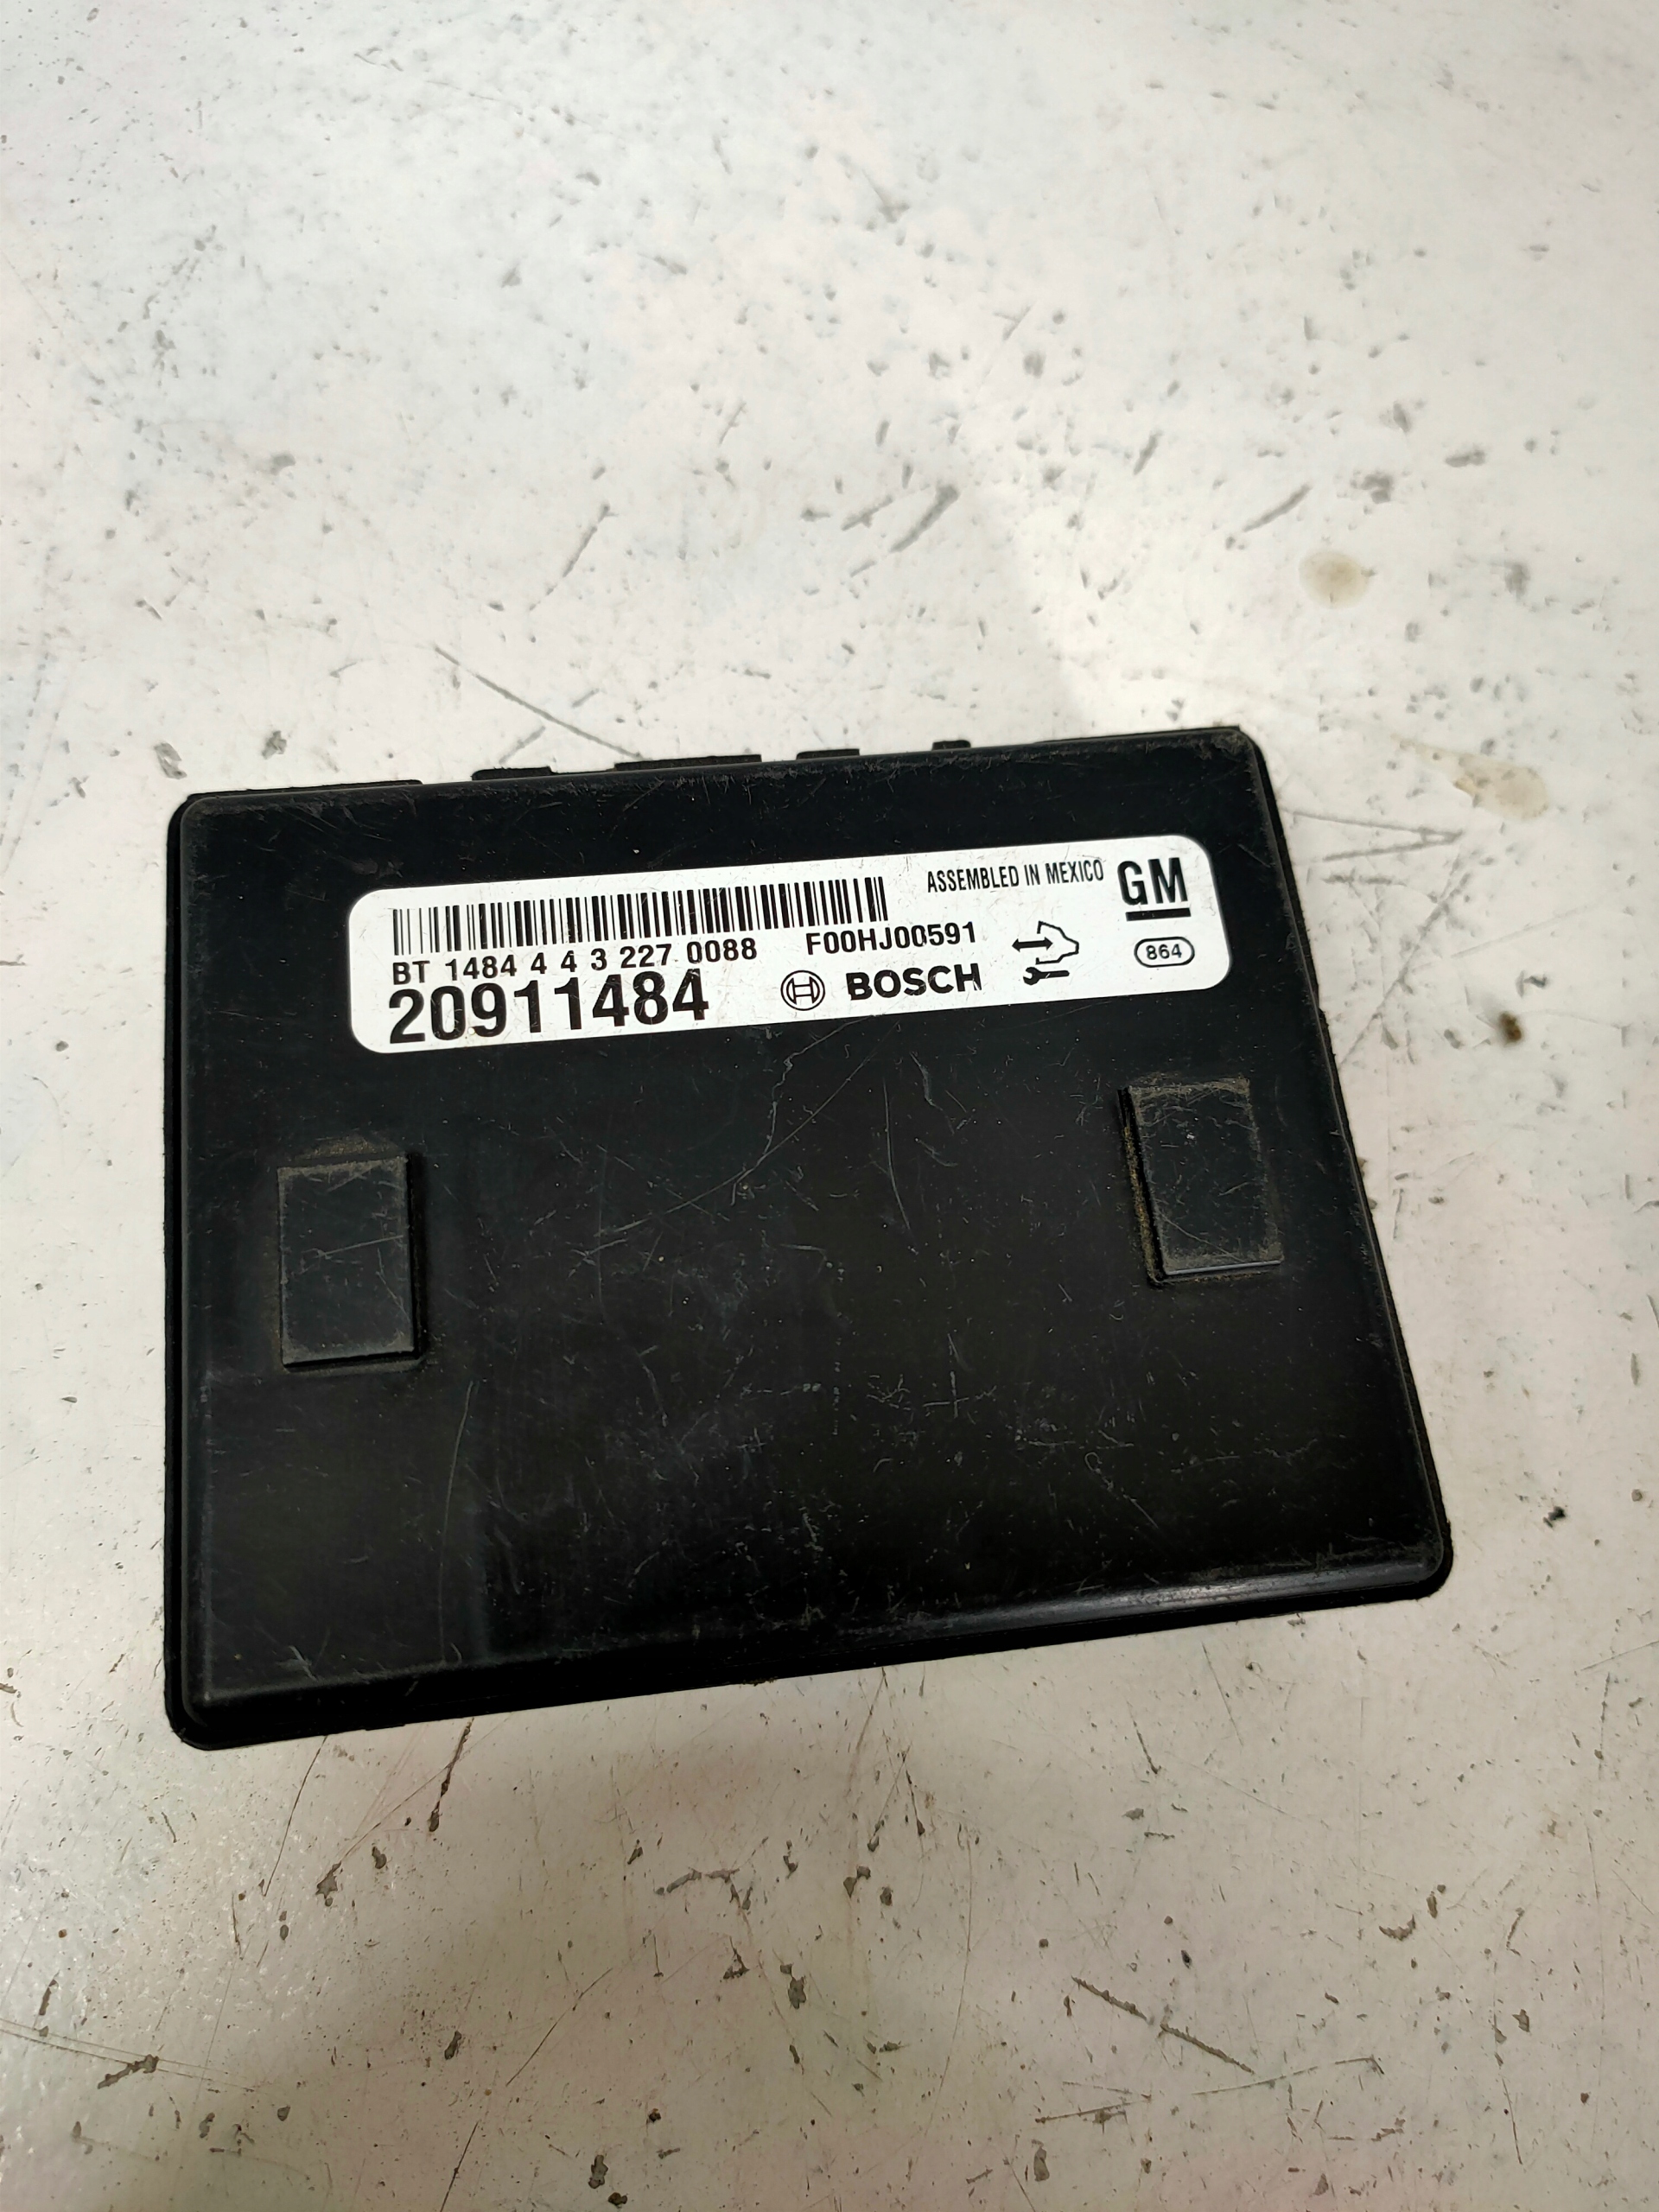 ASSEMBLED IN MEXICO GM
BT 1484 4 4 3 227 0088 F00HJ00591
20911484 BOSCH 864